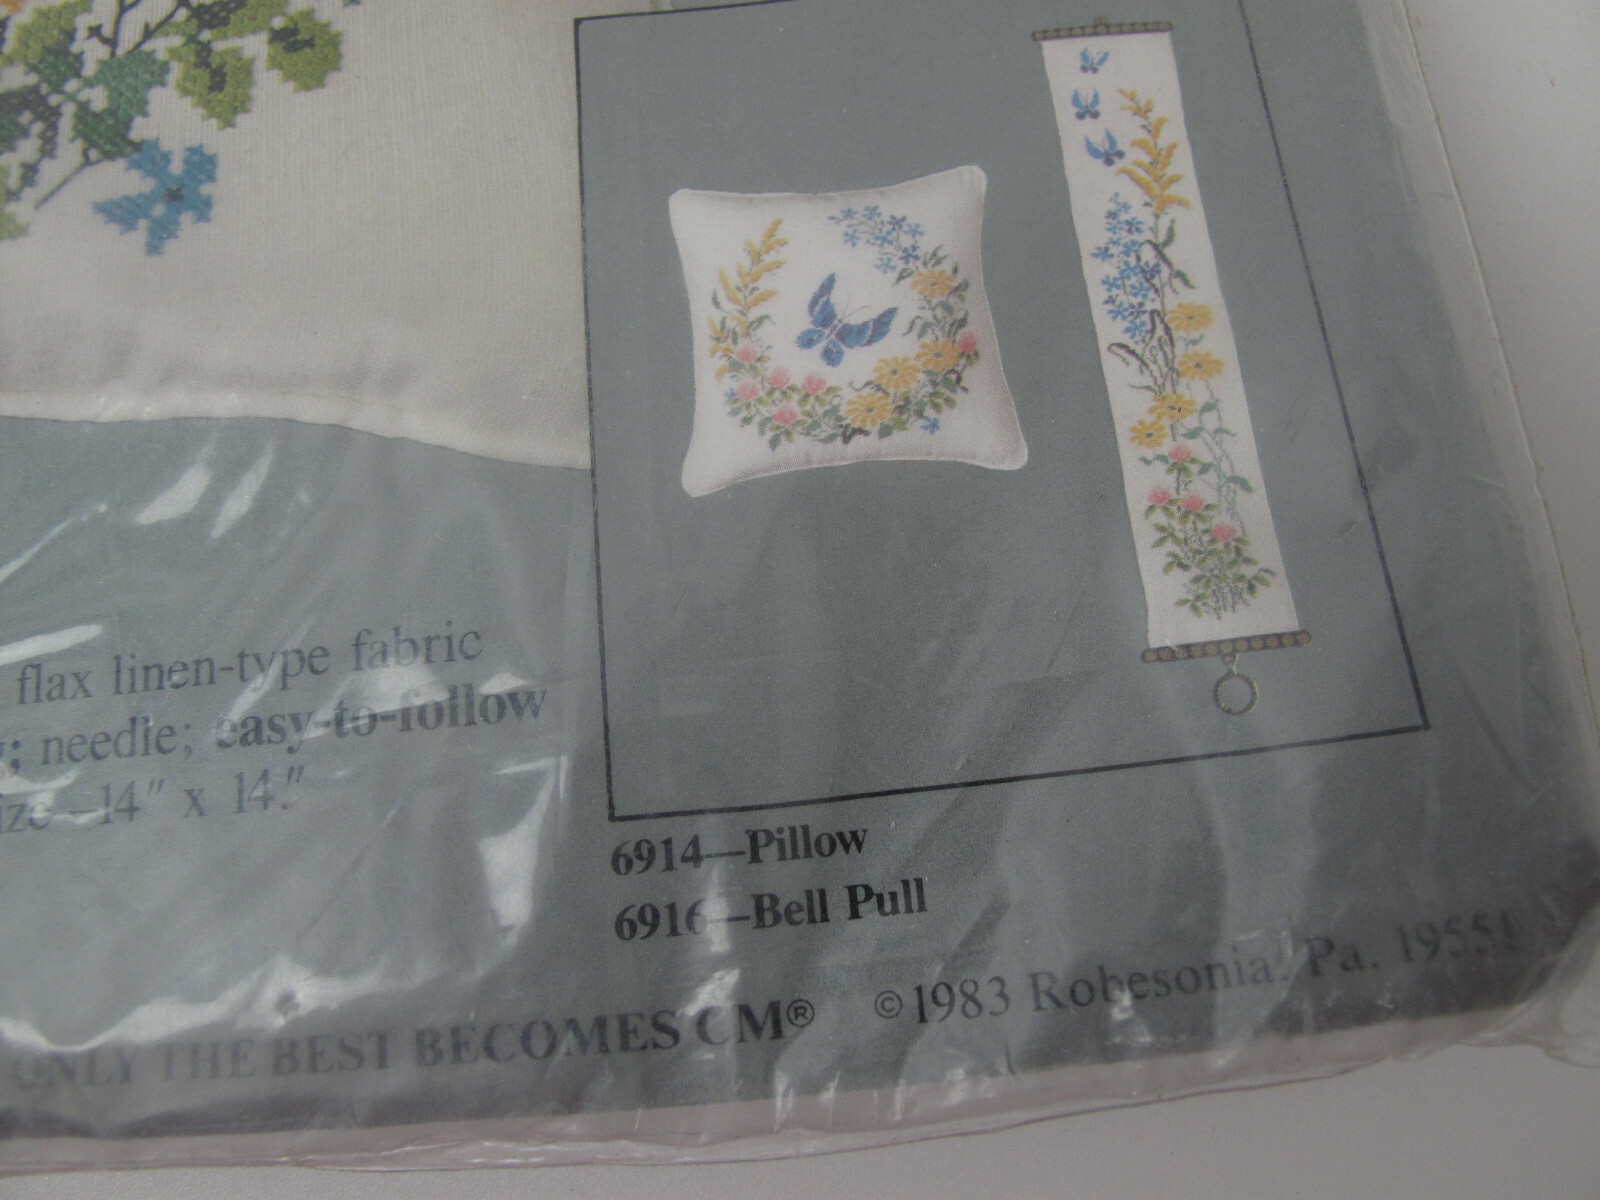 flax linen-type fabric
needle; easy-to-follow
14" x 14."
6914—Pillow
6916—Bell Pull
ONLY THE BEST BECOMES CM®
©1983 Robesonia, Pa. 19551